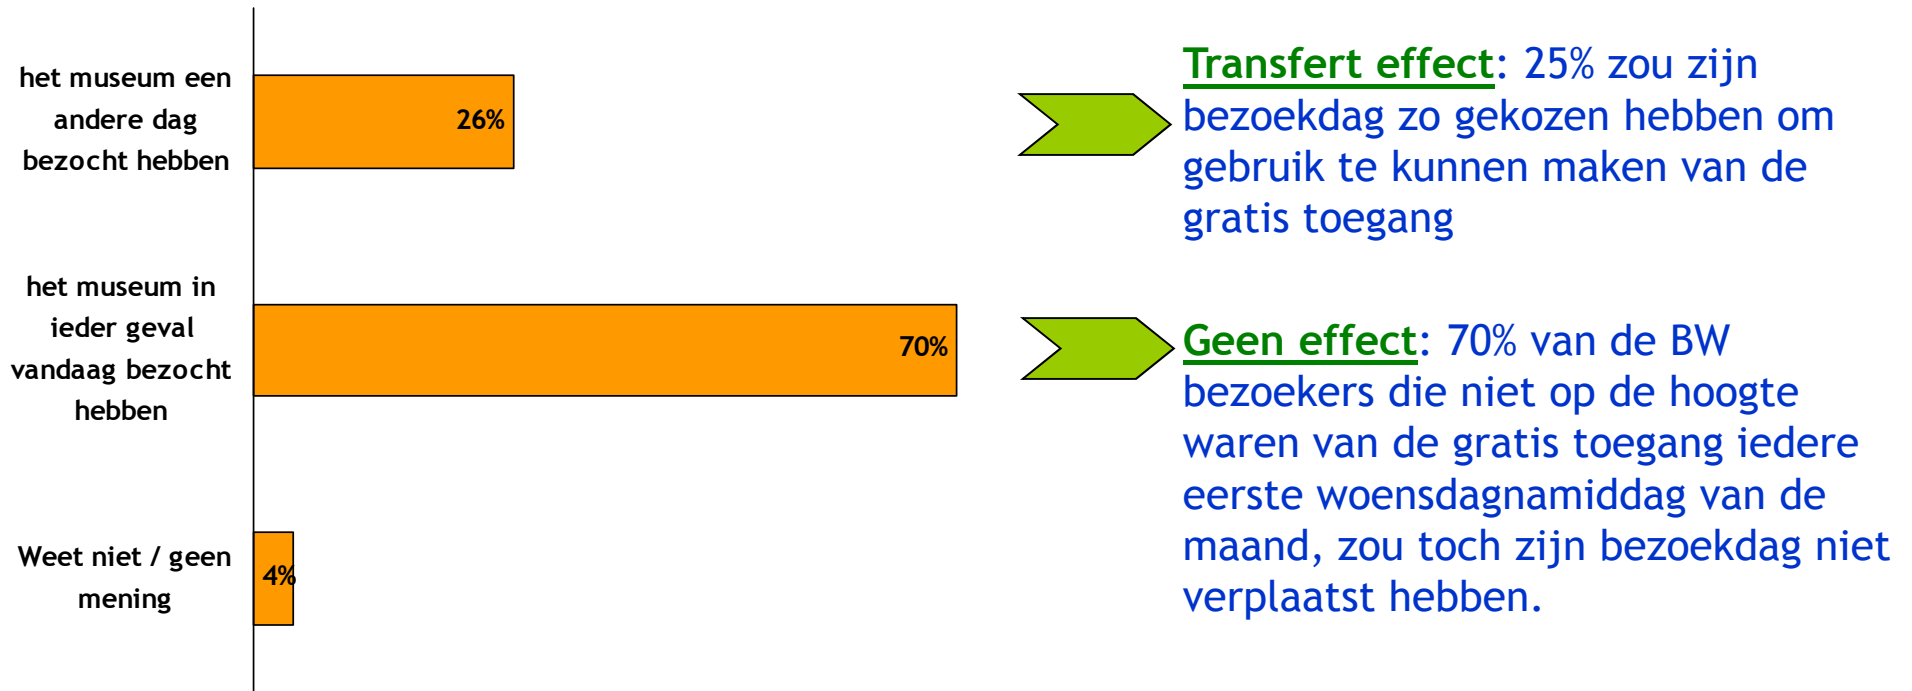 het museum een
andere dag
bezocht hebben
26%
Transfert effect: 25% zou zijn
bezoekdag zo gekozen hebben om
gebruik te kunnen maken van de
gratis toegang
het museum in
ieder geval
vandaag bezocht
hebben
70%
Geen effect: 70% van de BW
bezoekers die niet op de hoogte
waren van de gratis toegang iedere
eerste woensdagnamiddag van de
maand, zou toch zijn bezoekdag niet
verplaatst hebben.
Weet niet / geen
mening
4%